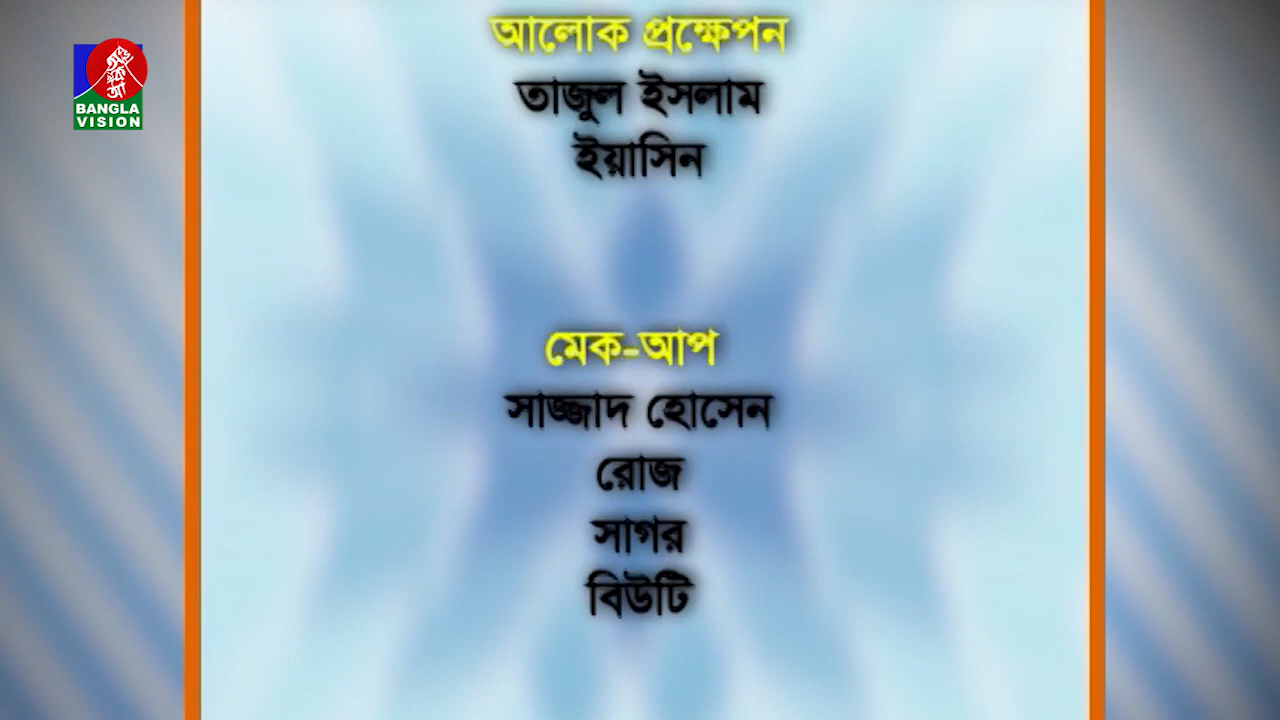 আলোক প্রক্ষেপন
BANGLA
VISION
তাজুল ইসলাম
ইয়াসিন
মেক-আপ
সাজ্জাদ হোসেন
রোজ
সাগর
বিউটি